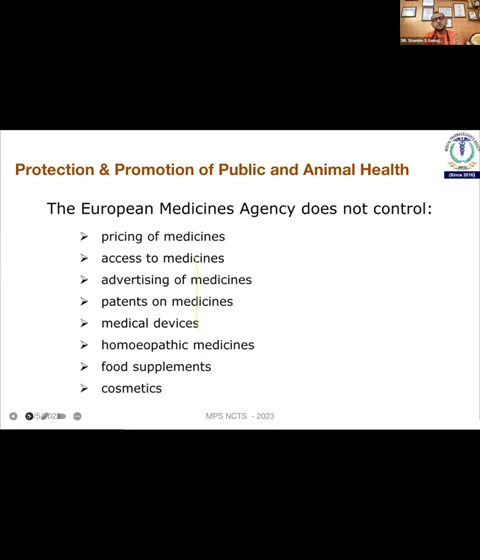 Protection & Promotion of Public and Animal Health
(Since 2016)
The European Medicines Agency does not control:
➤ pricing of medicines
➤ access to medicines
➤ advertising of medicines
➤ patents on medicines
➤ medical devices
➤ homoeopathic medicines
➤ food supplements
➤ cosmetics
MPS NCTS - 2023